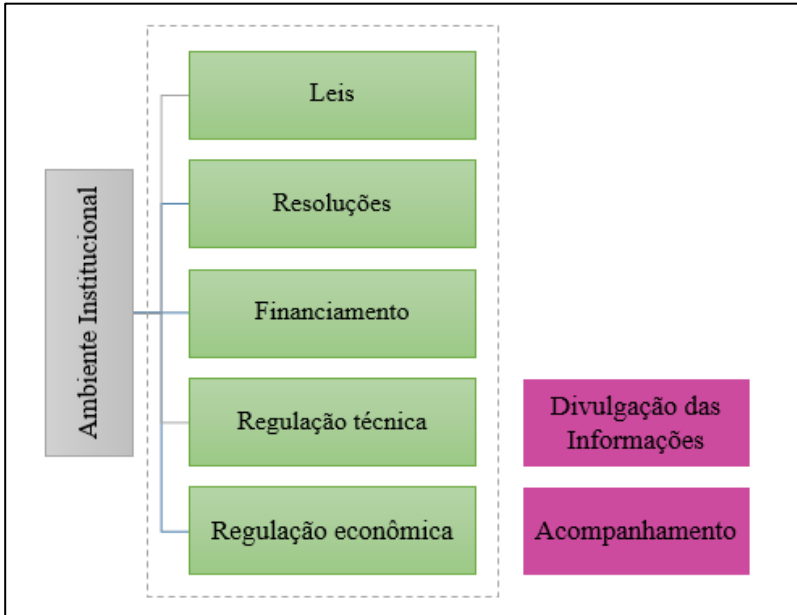 Ambiente Institucional
Leis
Resoluções
Financiamento
Regulação técnica
Regulação econômica
Divulgação das
Informações
Acompanhamento